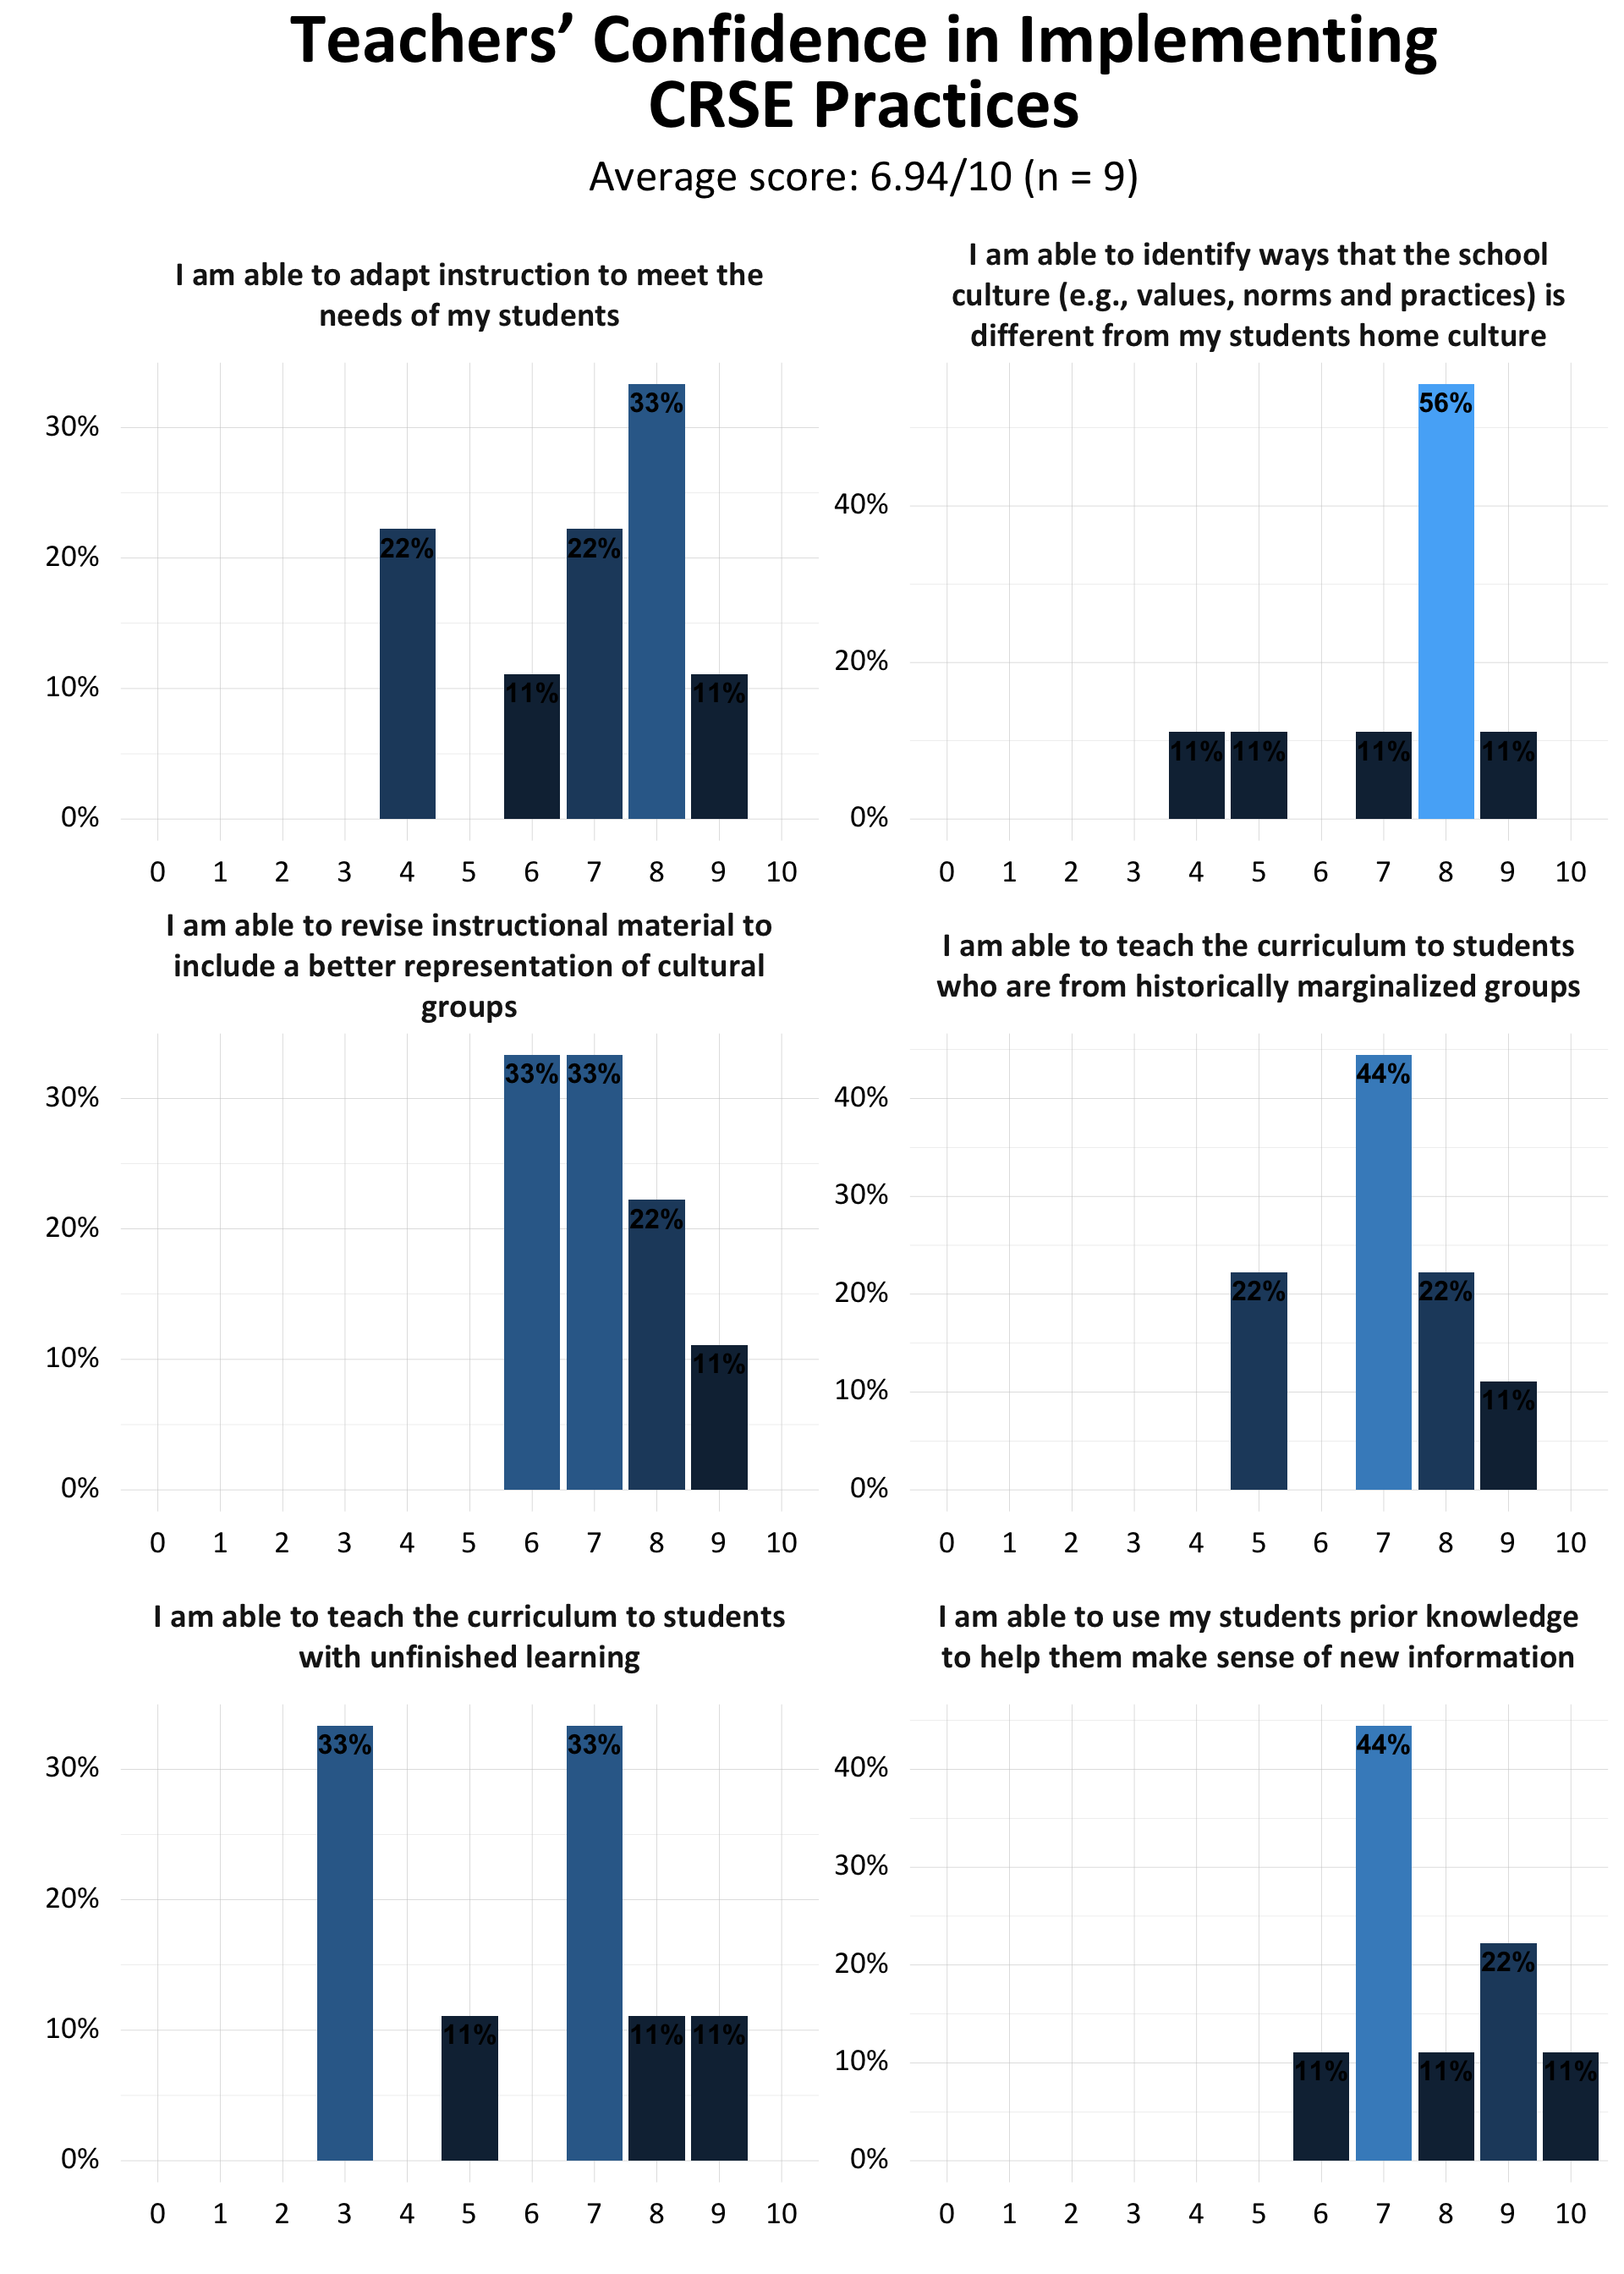 Teachers’ Confidence in Implementing
CRSE Practices
Average score: 6.94/10 (n = 9)
I am able to adapt instruction to meet the
needs of my students
30%
20%
10%
0%
22%
11%
22%
33%
11%
0 1 2 3 4 5 6 7 8 9 10
I am able to identify ways that the school
culture (e.g., values, norms and practices) is
different from my students home culture
40%
20%
0%
11%
11%
11%
56%
11%
0 1 2 3 4 5 6 7 8 9 10
I am able to revise instructional material to
include a better representation of cultural
groups
30%
20%
10%
0%
33%
33%
22%
11%
0 1 2 3 4 5 6 7 8 9 10
I am able to teach the curriculum to students
who are from historically marginalized groups
40%
30%
20%
10%
0%
22%
44%
22%
11%
0 1 2 3 4 5 6 7 8 9 10
I am able to teach the curriculum to students
with unfinished learning
30%
20%
10%
0%
33%
11%
33%
11%
11%
0 1 2 3 4 5 6 7 8 9 10
I am able to use my students prior knowledge
to help them make sense of new information
40%
30%
20%
10%
0%
11%
44%
11%
22%
11%
0 1 2 3 4 5 6 7 8 9 10